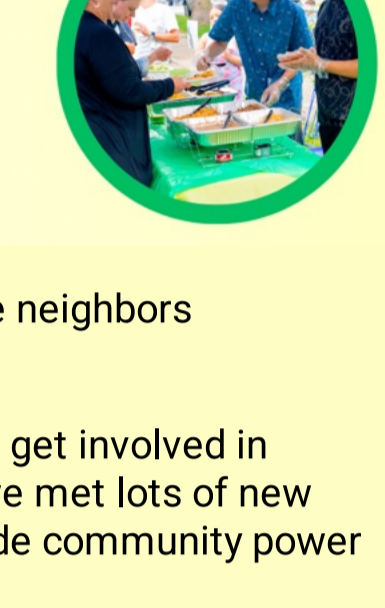 neighbors
get involved in
met lots of new
community power